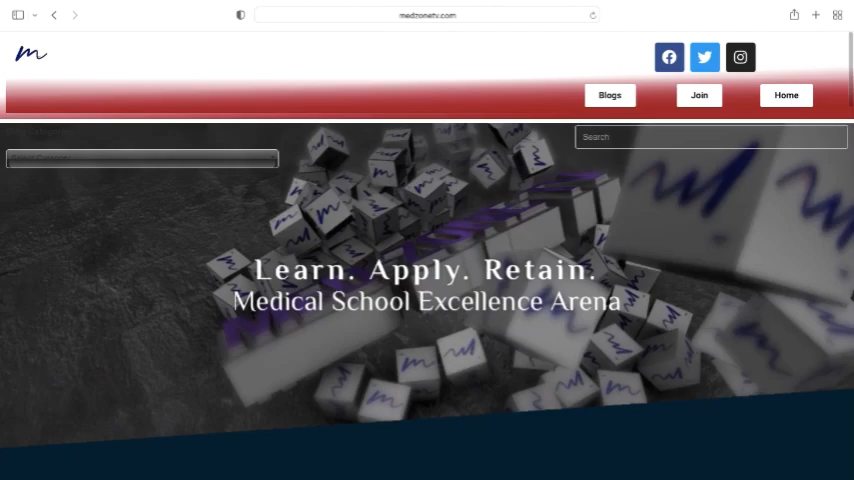 medzonetv.com
m
Blogs
Join
Home
Search
Learn. Apply. Retain.
Medical School Excellence Arena